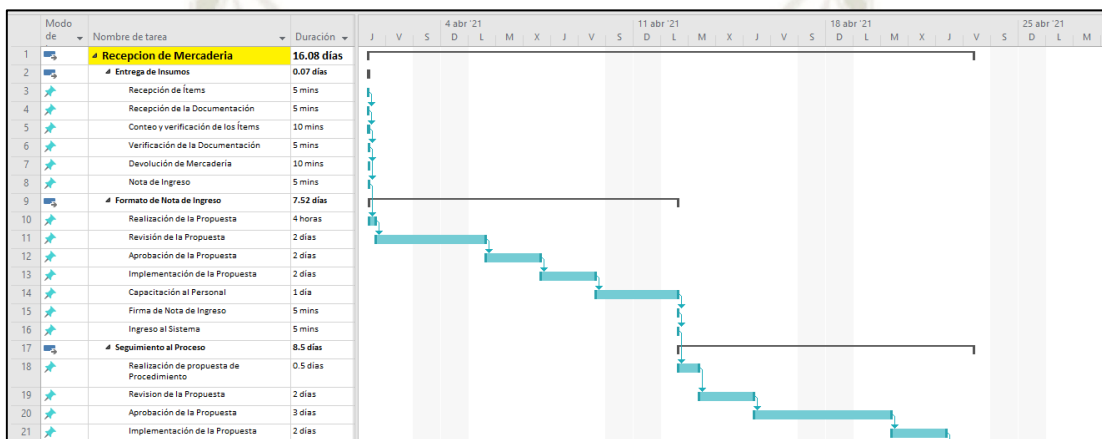 Modo de Nombre de tarea Duración
4 abr '21 11 abr '21 18 abr '21 25 abr '21
J V S D L M X J V S D L M X J V S D L M X J V S D L M
1 Recepcion de Mercaderia 16.08 días
2 Entrega de Insumos 0.07 días
3 Recepción de Ítems 5 mins
4 Recepción de la Documentación 5 mins
5 Conteo y verificación de los Ítems 10 mins
6 Verificación de la Documentación 5 mins
7 Devolución de Mercaderia 10 mins
8 Nota de Ingreso 5 mins
9 Formato de Nota de Ingreso 7.52 días
10 Realización de la Propuesta 4 horas
11 Revisión de la Propuesta 2 días
12 Aprobación de la Propuesta 2 días
13 Implementación de la Propuesta 2 días
14 Capacitación al Personal 1 día
15 Firma de Nota de Ingreso 5 mins
16 Ingreso al Sistema 5 mins
17 Seguimiento al Proceso 8.5 días
18 Realización de propuesta de Procedimiento 0.5 días
19 Revision de la Propuesta 2 días
20 Aprobación de la Propuesta 3 días
21 Implementación de la Propuesta 2 días